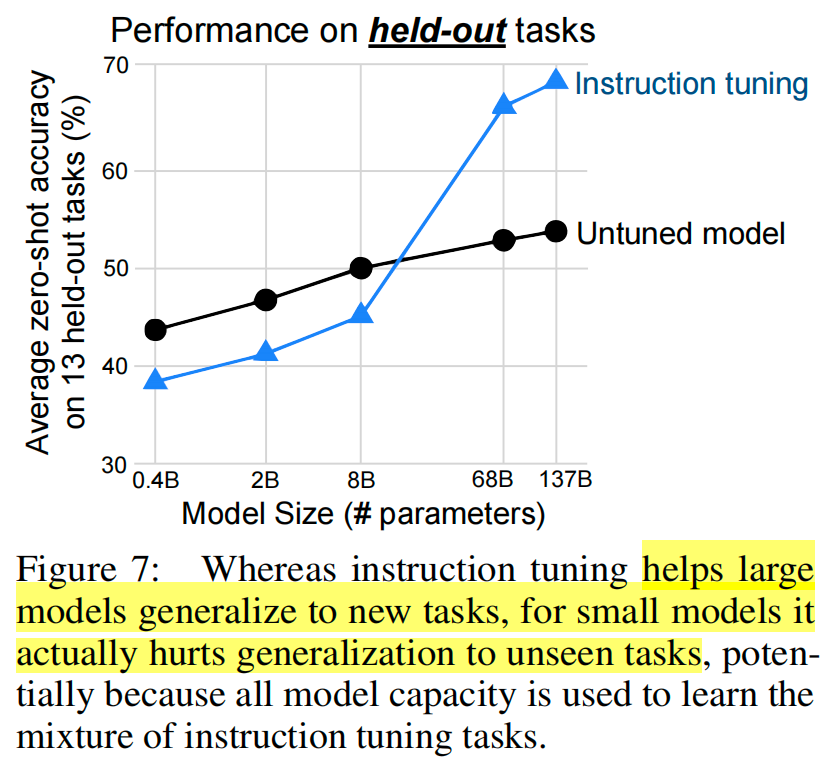 Performance on held-out tasks
Average zero-shot accuracy
on 13 held-out tasks (%)
70
60
50
40
30
Instruction tuning
Untuned model
0.4B 2B 8B 68B 137B
Model Size (# parameters)
Figure 7: Whereas instruction tuning helps large
models generalize to new tasks, for small models it
actually hurts generalization to unseen tasks, poten-
tially because all model capacity is used to learn the
mixture of instruction tuning tasks.